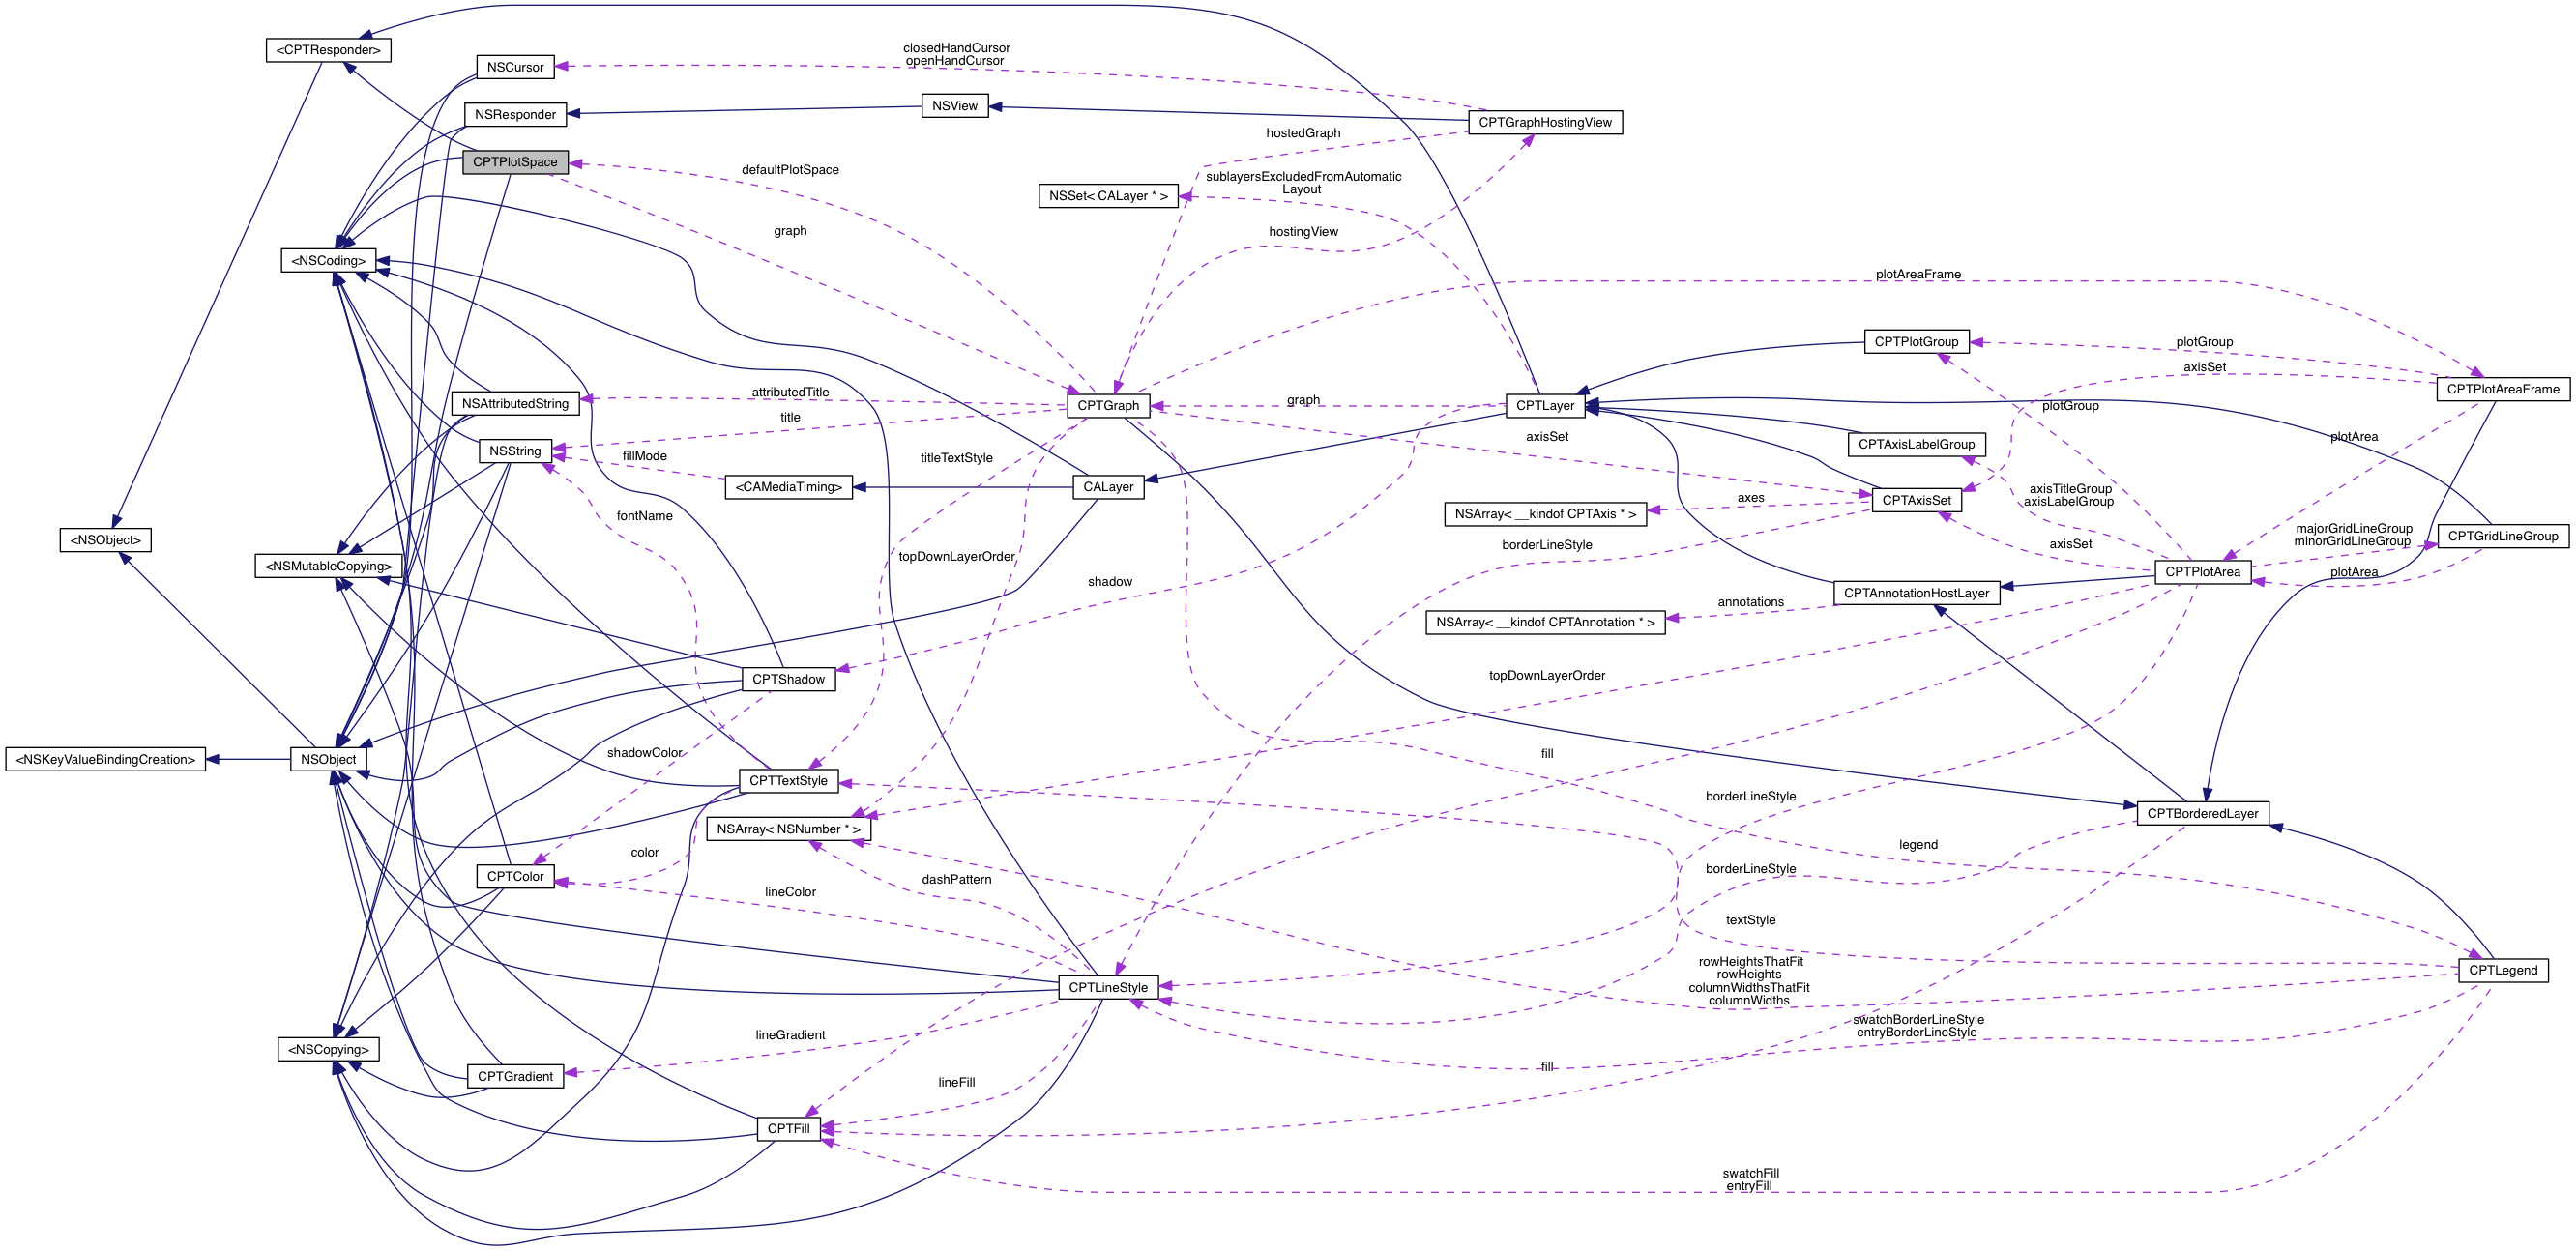 <CPTResponder>
NSCursor
closedHandCursor
openHandCursor
NSResponder
NSView
CPTGraphHostingView
CPTPlotSpace
defaultPlotSpace
hostedGraph
sublayersExcludedFromAutomatic
Layout
NSSet< CALayer * >
graph
hostingView
<NSCoding>
plotAreaFrame
CPTPlotGroup
plotGroup
axisSet
CPTPlotAreaFrame
NSAttributedString
attributedTitle
CPTGraph
graph
CPTLayer
plotGroup
title
NSString
fillMode
titleTextStyle
axisSet
CPTAxisLabelGroup
plotArea
<CAMediaTiming>
CALayer
axes
CPTAxisSet
axisTitleGroup
axisLabelGroup
NSArray< __kindof CPTAxis * >
fontName
<NSObject>
topDownLayerOrder
borderLineStyle
axisSet
majorGridLineGroup
minorGridLineGroup
CPTGridLineGroup
<NSMutableCopying>
shadow
CPTPlotArea
plotArea
CPTAnnotationHostLayer
annotations
NSArray< __kindof CPTAnnotation * >
CPTShadow
topDownLayerOrder
<NSKeyValueBindingCreation>
NSObject
shadowColor
fill
CPTTextStyle
borderLineStyle
CPTBorderedLayer
NSArray< NSNumber * >
color
legend
CPTColor
lineColor
dashPattern
borderLineStyle
textStyle
rowHeightsThatFit
rowHeights
columnWidthsThatFit
columnWidths
CPTLegend
CPTLineStyle
swatchBorderLineStyle
entryBorderLineStyle
<NSCopying>
lineGradient
CPTGradient
lineFill
fill
CPTFill
swatchFill
entryFill